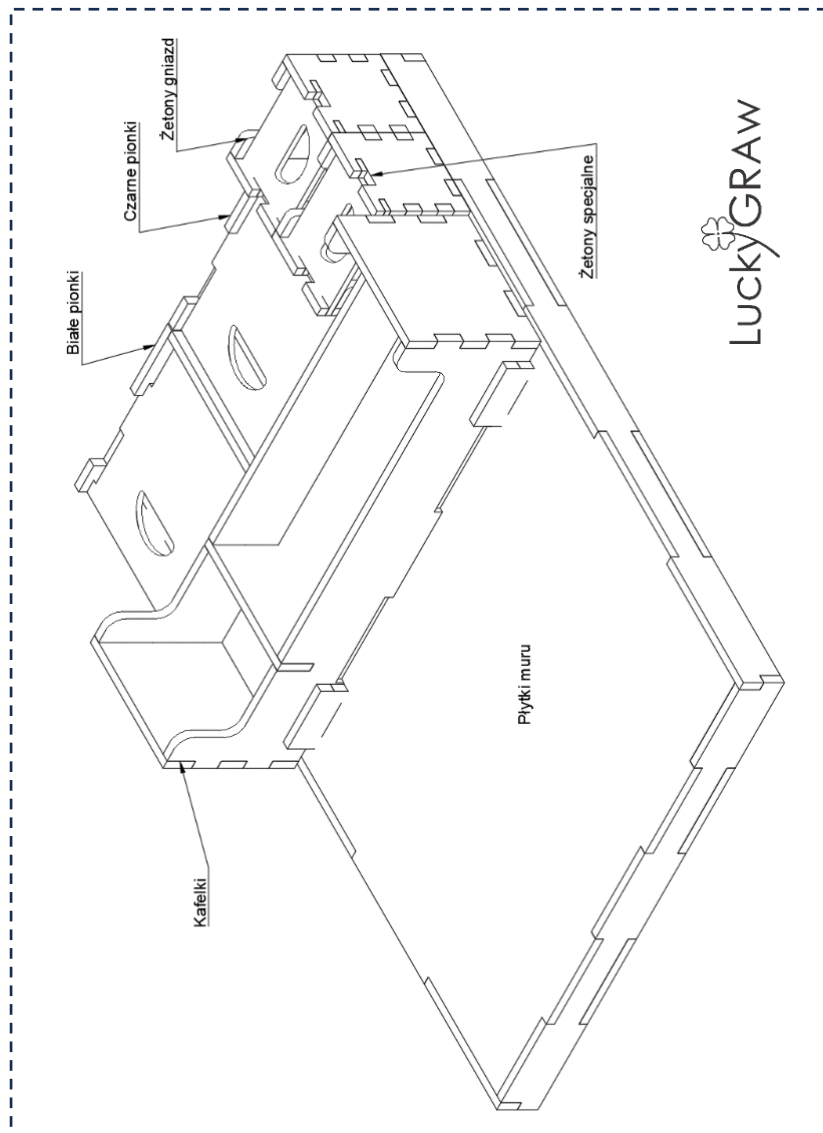 Żetony gniazd
Czarne pionki
Białe pionki
Żetony specjalne
Płytki muru
Kafelki
LUCKYGRAW